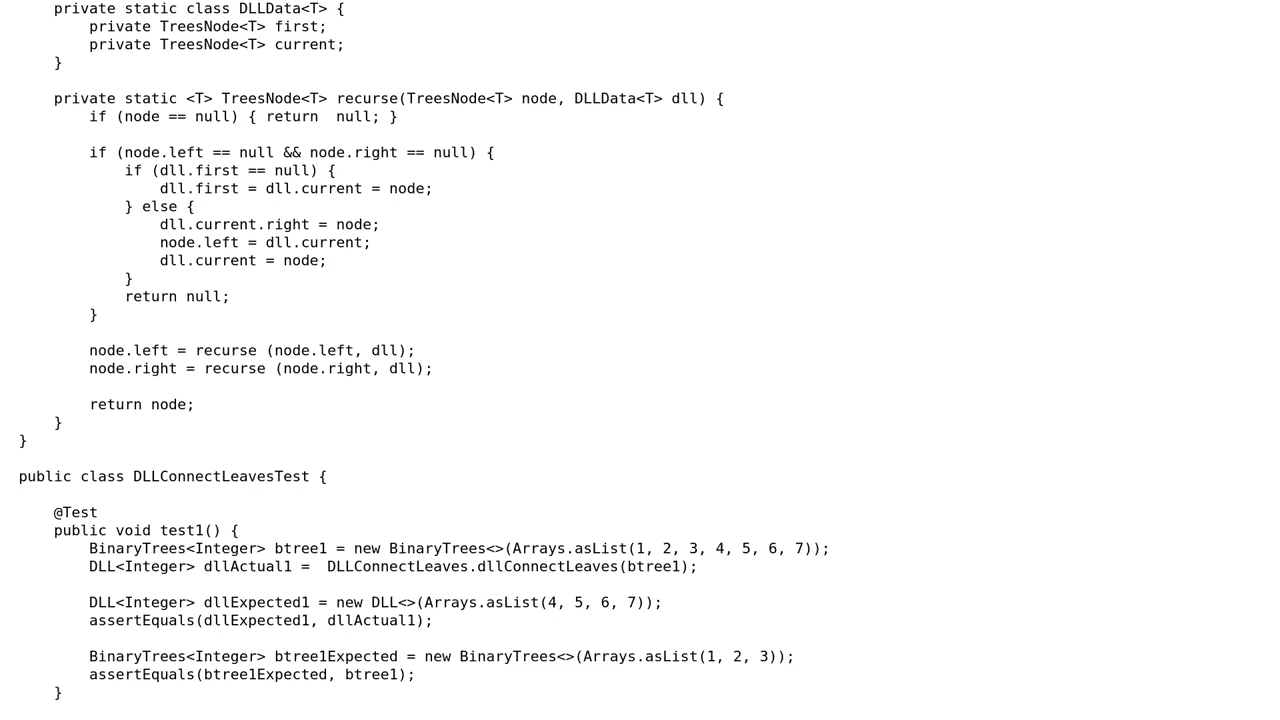 private static class DLLData<T> {
        private TreesNode<T> first;
        private TreesNode<T> current;
    }

    private static <T> TreesNode<T> recurse(TreesNode<T> node, DLLData<T> dll) {
        if (node == null) { return  null; }

        if (node.left == null && node.right == null) {
            if (dll.first == null) {
                dll.first = dll.current = node;
            } else {
                dll.current.right = node;
                node.left = dll.current;
                dll.current = node;
            }
            return null;
        }

        node.left = recurse (node.left, dll);
        node.right = recurse (node.right, dll);

        return node;
    }
}

public class DLLConnectLeavesTest {

    @Test
    public void test1() {
        BinaryTrees<Integer> btree1 = new BinaryTrees<>(Arrays.asList(1, 2, 3, 4, 5, 6, 7));
        DLL<Integer> dllActual1 =  DLLConnectLeaves.dllConnectLeaves(btree1);

        DLL<Integer> dllExpected1 = new DLL<>(Arrays.asList(4, 5, 6, 7));
        assertEquals(dllExpected1, dllActual1);

        BinaryTrees<Integer> btree1Expected = new BinaryTrees<>(Arrays.asList(1, 2, 3));
        assertEquals(btree1Expected, btree1);
    }